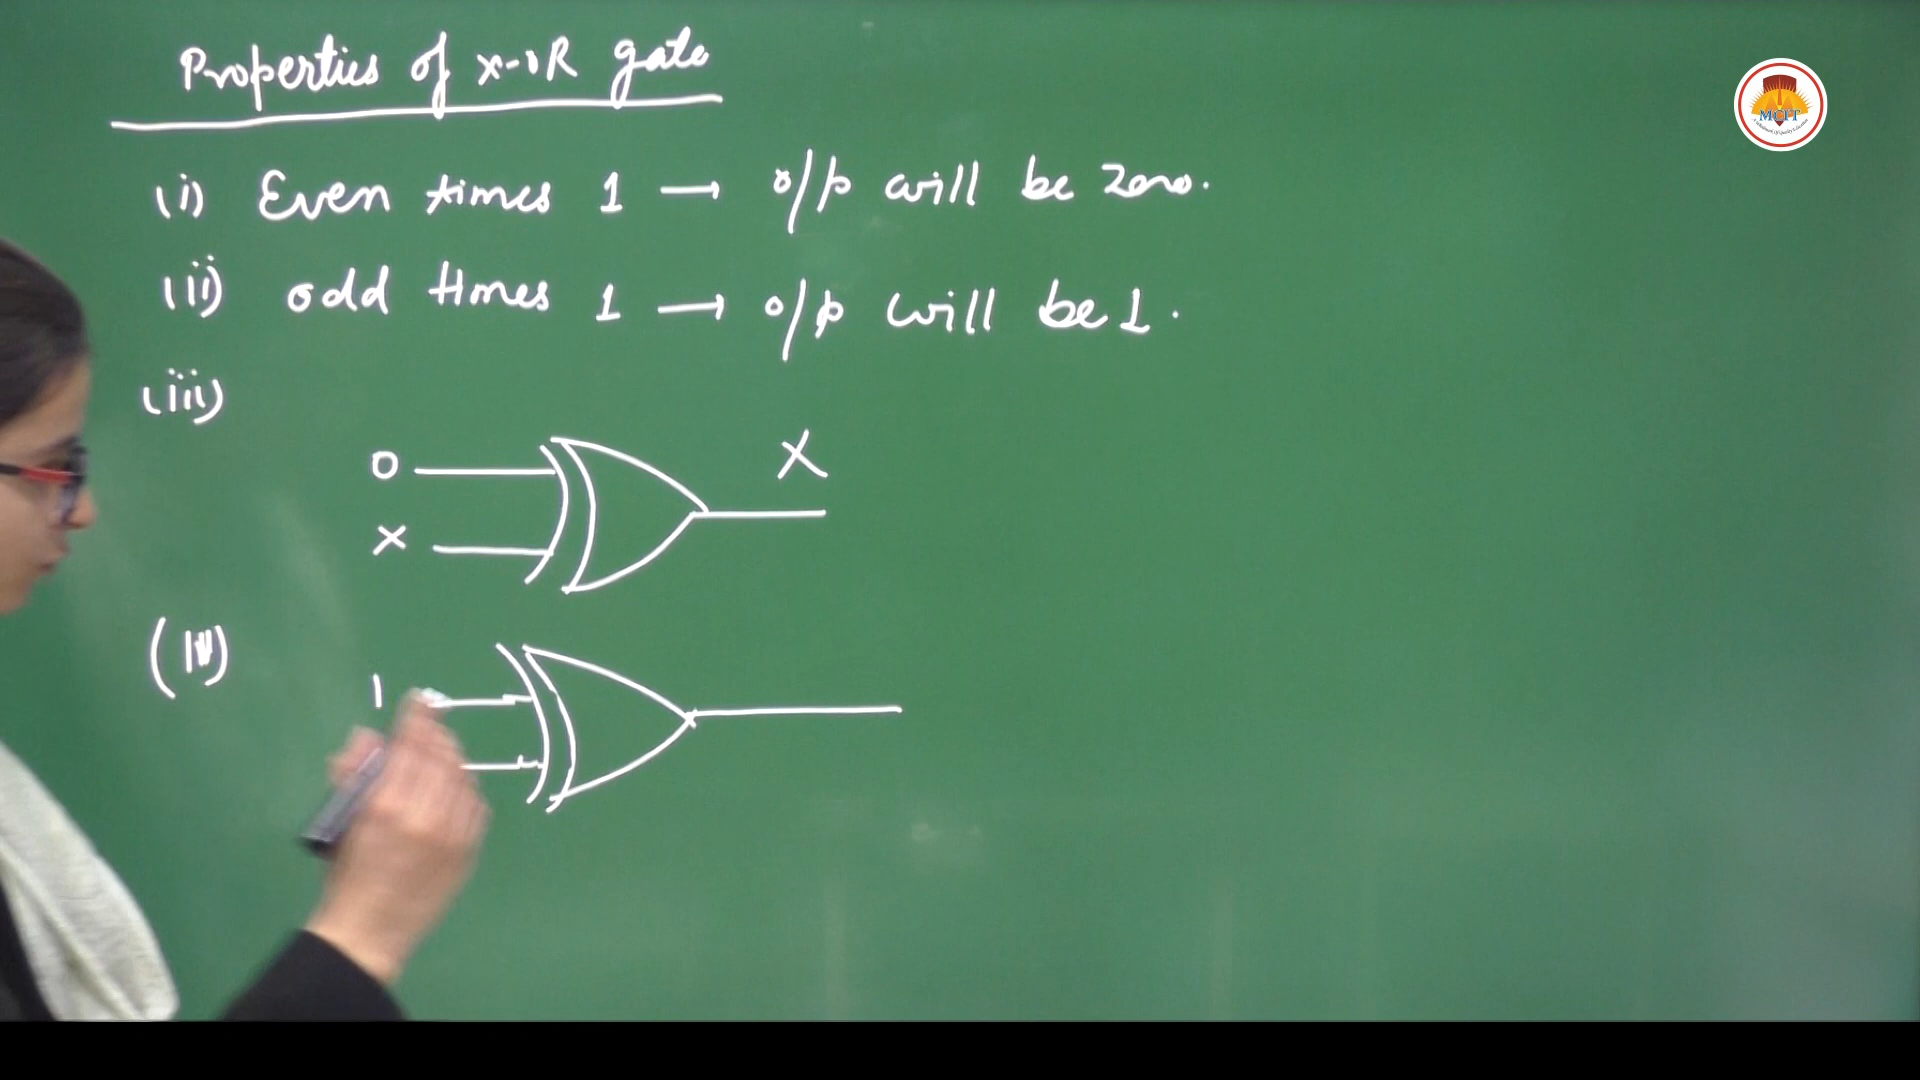 Properties of x-OR gate
(i) Even times 1 → o/p will be zero.
(ii) odd times 1 → o/p will be 1.
(iii)
0
X
X
(iv)
1
MCIT